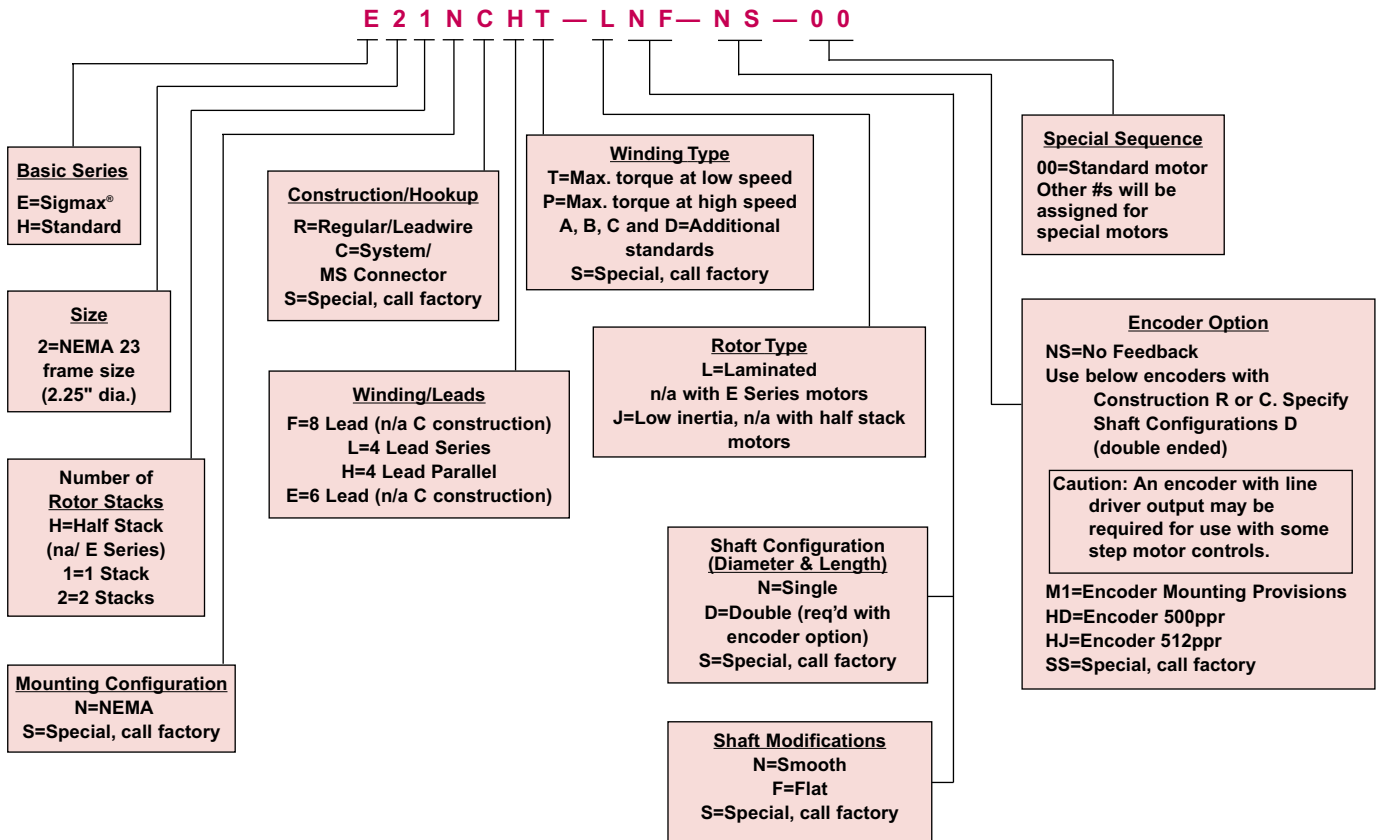 E 2 1 N C H T — L N F— N S — 0 0
Basic Series
E=Sigmax®
H=Standard
Size
2=NEMA 23
frame size
(2.25" dia.)
Number of
Rotor Stacks
H=Half Stack
(na/ E Series)
1=1 Stack
2=2 Stacks
Mounting Configuration
N=NEMA
S=Special, call factory
Construction/Hookup
R=Regular/Leadwire
C=System/
MS Connector
S=Special, call factory
Winding/Leads
F=8 Lead (n/a C construction)
L=4 Lead Series
H=4 Lead Parallel
E=6 Lead (n/a C construction)
Winding Type
T=Max. torque at low speed
P=Max. torque at high speed
A, B, C and D=Additional
standards
S=Special, call factory
Rotor Type
L=Laminated
n/a with E Series motors
J=Low inertia, n/a with half stack
motors
Shaft Configuration
(Diameter & Length)
N=Single
D=Double (req'd with
encoder option)
S=Special, call factory
Shaft Modifications
N=Smooth
F=Flat
S=Special, call factory
Special Sequence
00=Standard motor
Other #s will be
assigned for
special motors
Encoder Option
NS=No Feedback
Use below encoders with
Construction R or C. Specify
Shaft Configurations D
(double ended)
Caution: An encoder with line
driver output may be
required for use with some
step motor controls.
M1=Encoder Mounting Provisions
HD=Encoder 500ppr
HJ=Encoder 512ppr
SS=Special, call factory